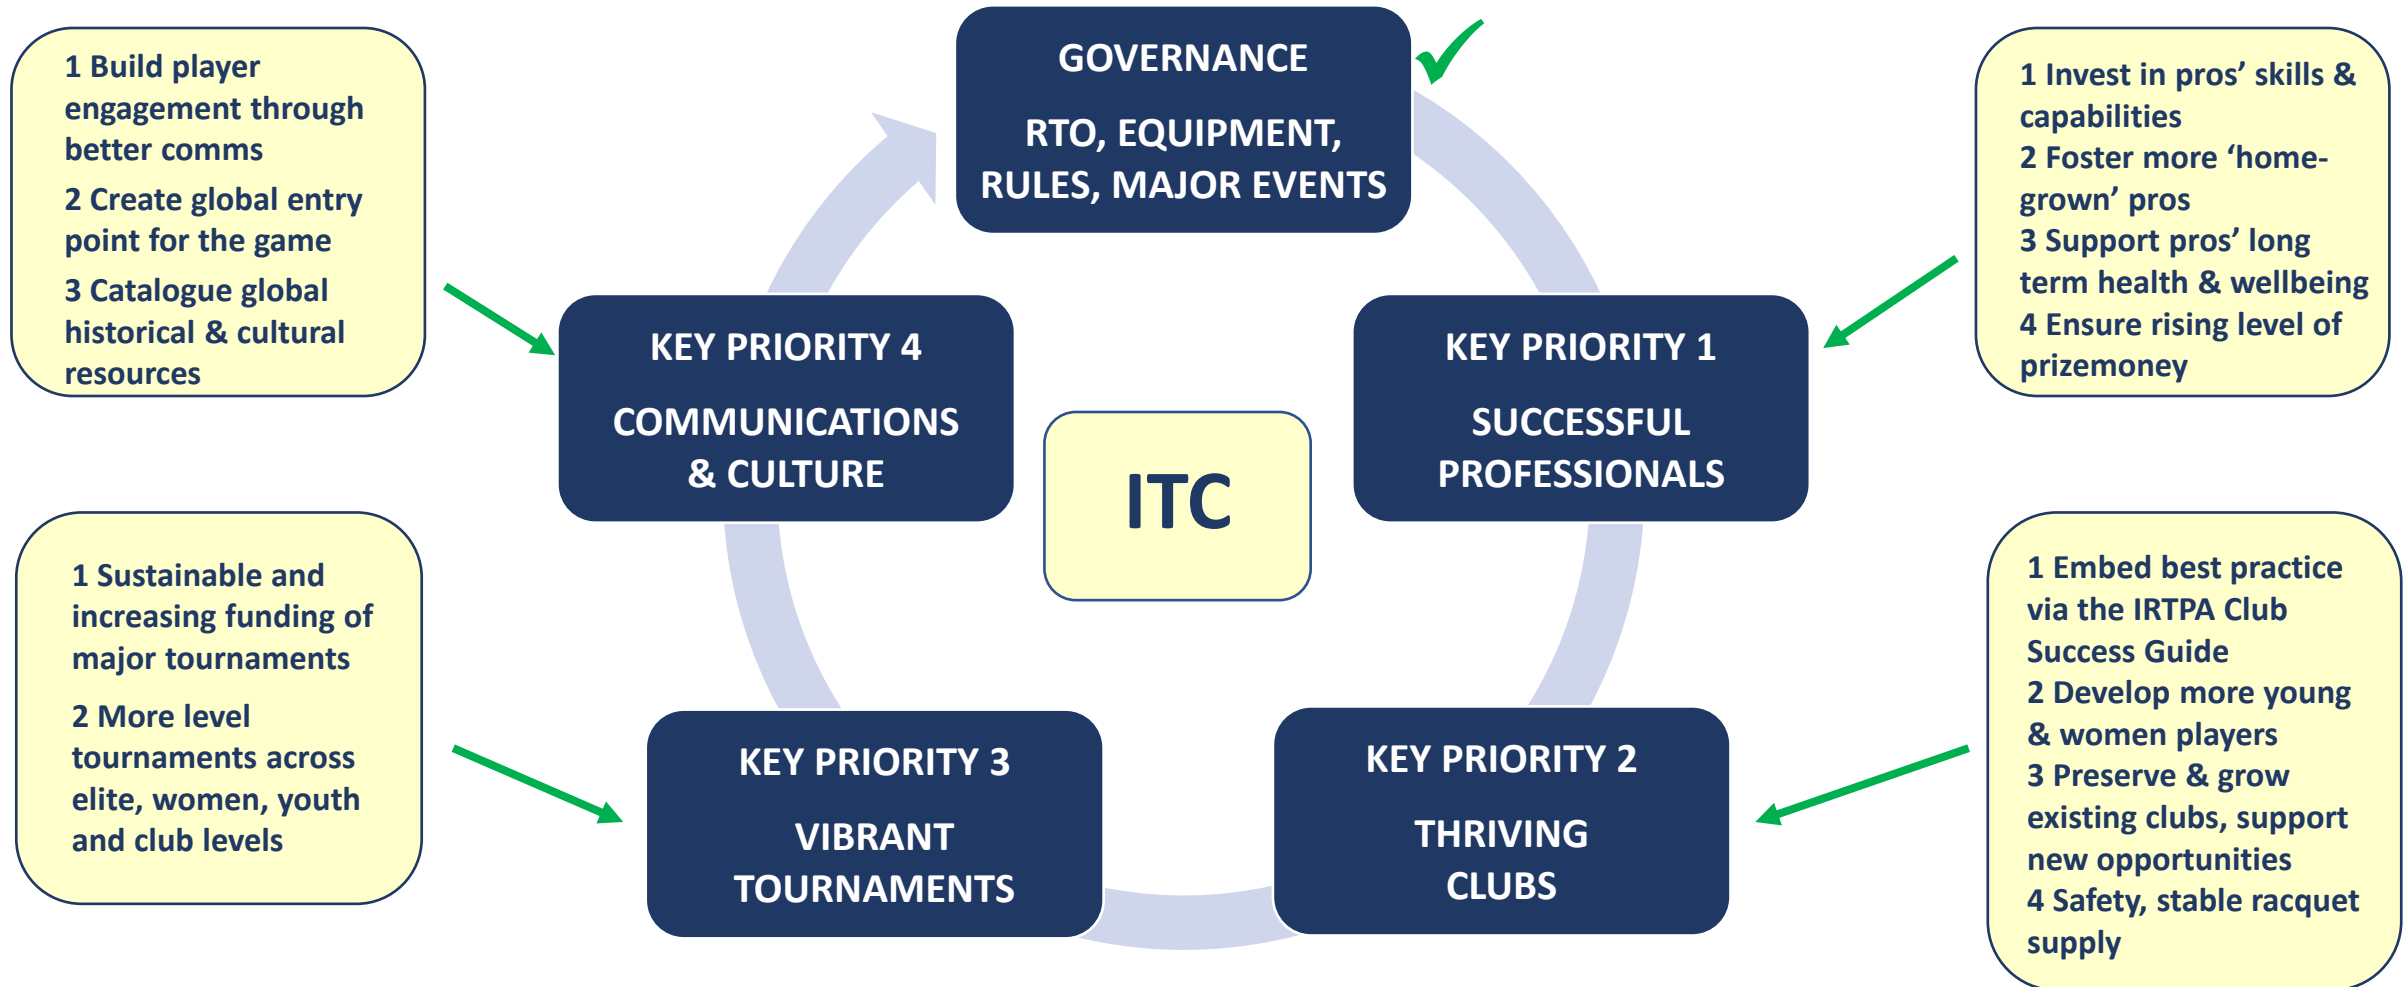 GOVERNANCE
RTO, EQUIPMENT,
RULES, MAJOR EVENTS
1 Build player
engagement through
better comms
2 Create global entry
point for the game
3 Catalogue global
historical & cultural
resources
1 Invest in pros’ skills &
capabilities
2 Foster more ‘home-
grown’ pros
3 Support pros’ long
term health & wellbeing
4 Ensure rising level of
prizemoney
KEY PRIORITY 4
COMMUNICATIONS
& CULTURE
ITC
KEY PRIORITY 1
SUCCESSFUL
PROFESSIONALS
1 Sustainable and
increasing funding of
major tournaments
2 More level
tournaments across
elite, women, youth
and club levels
KEY PRIORITY 3
VIBRANT
TOURNAMENTS
KEY PRIORITY 2
THRIVING
CLUBS
1 Embed best practice
via the IRTPA Club
Success Guide
2 Develop more young
& women players
3 Preserve & grow
existing clubs, support
new opportunities
4 Safety, stable racquet
supply